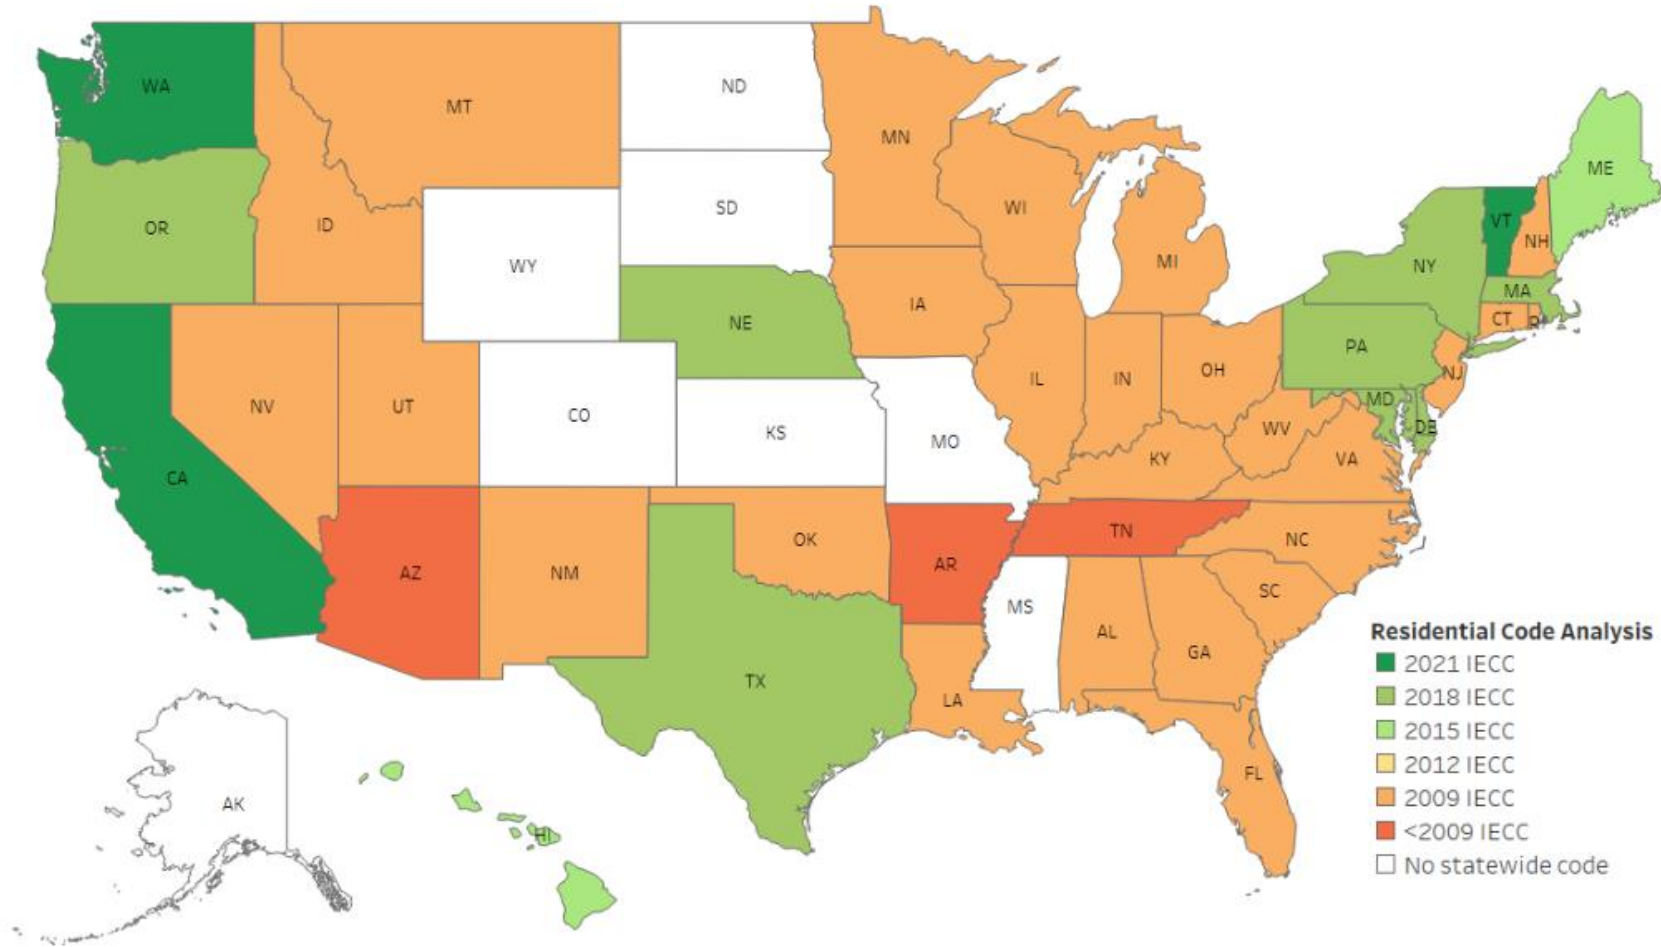 WA
MT
ND
MN
ME
OR
ID
SD
WI
VT
NH
WY
MI
NY
MA
NE
IA
CT
RI
PA
NV
UT
CO
KS
MO
IL
IN
OH
NJ
MD
DE
WV
VA
KY
CA
AZ
NM
OK
AR
TN
NC
SC
MS
AL
GA
TX
LA
FL
AK
HI
Residential Code Analysis
2021 IECC
2018 IECC
2015 IECC
2012 IECC
2009 IECC
<2009 IECC
No statewide code